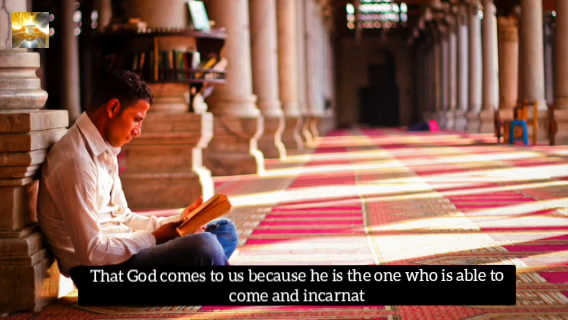 That God comes to us because he is the one who is able to
come and incarnat